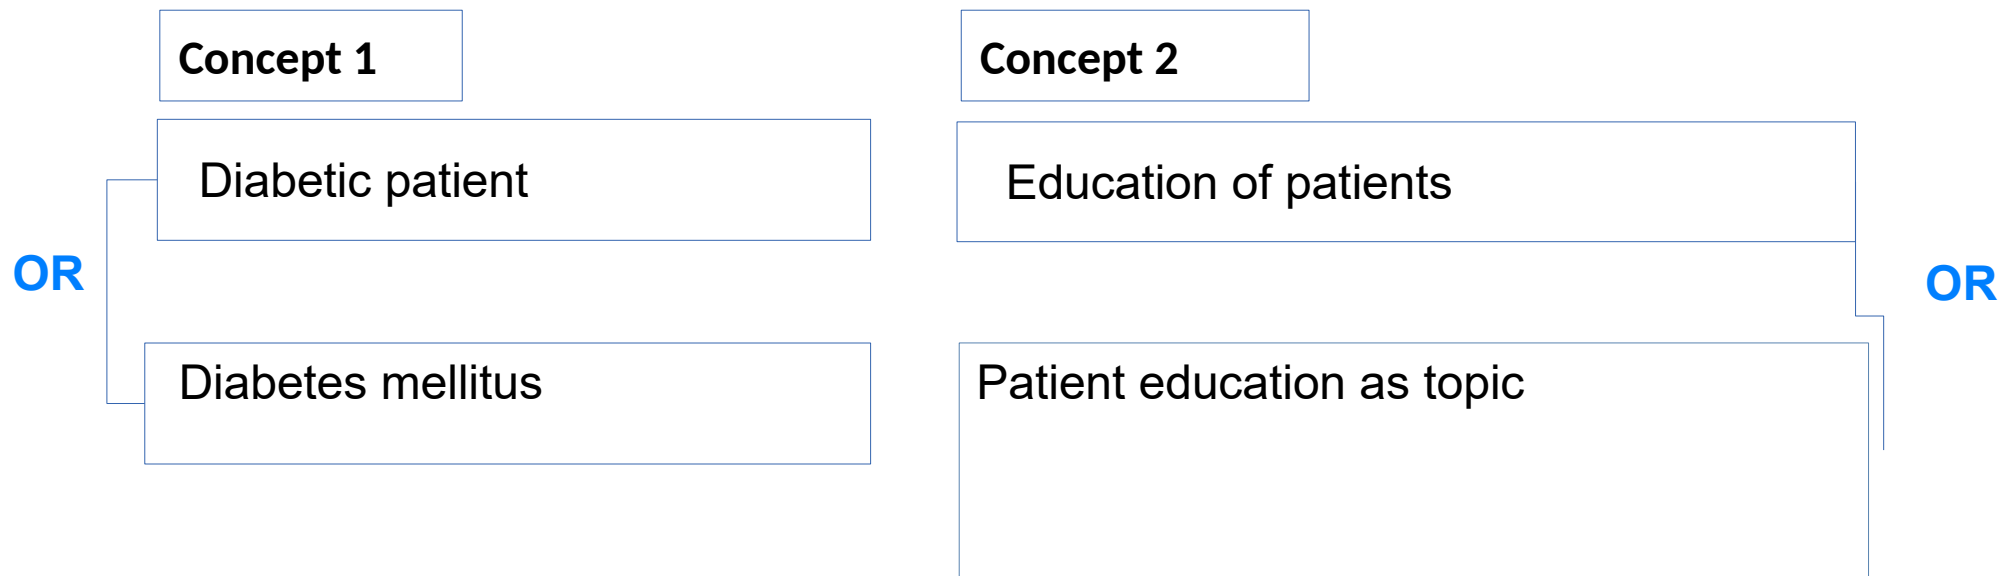 Concept 1
Concept 2
Diabetic patient
Education of patients
OR
OR
Diabetes mellitus
Patient education as topic